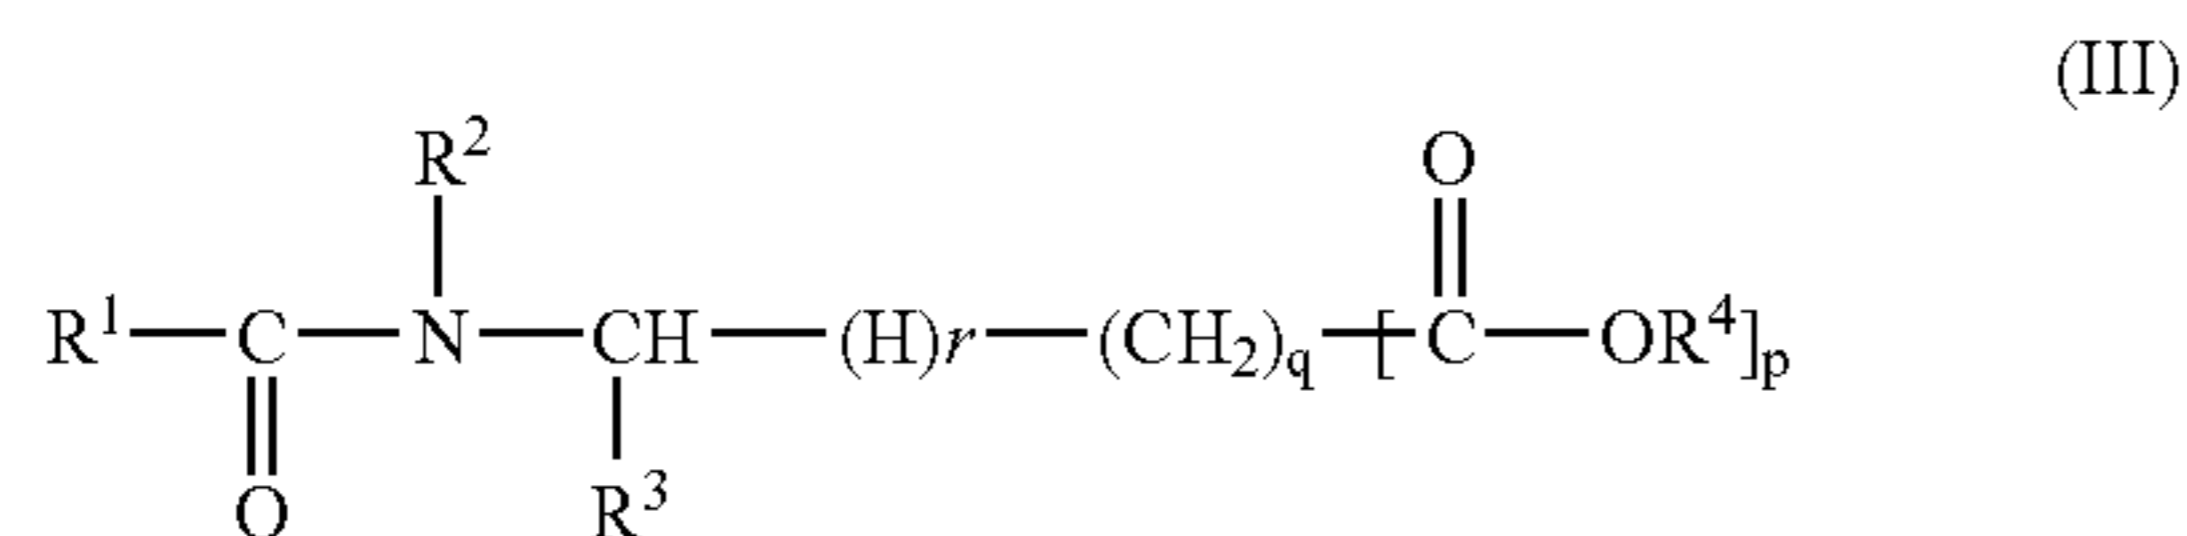 (III)
R² O
R¹—C—N—CH—(H)r—(CH₂)q—[C—OR⁴]p
O R³